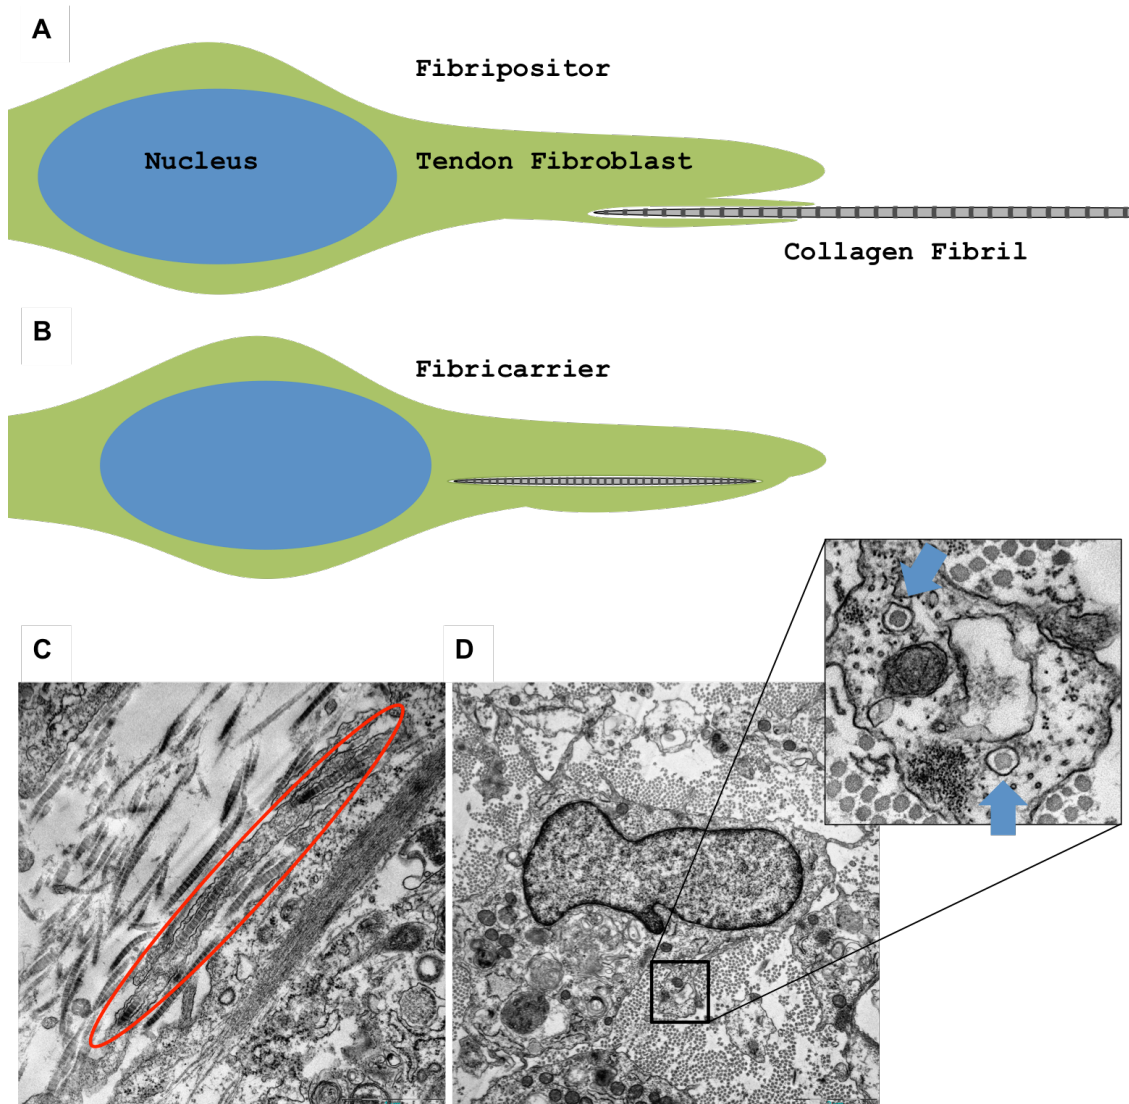 A
Fibripositor
Nucleus
Tendon Fibroblast
Collagen Fibril
B
Fibricarrier
C
D